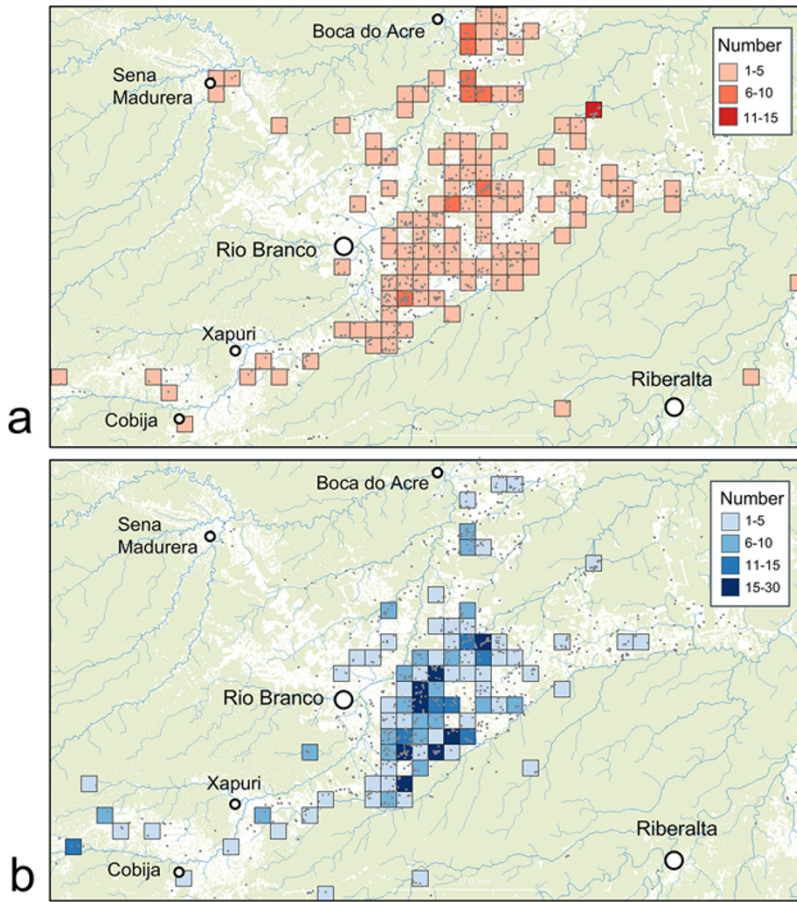 a
Boca do Acre
Sena
Madurera
Rio Branco
Xapuri
Cobija
Riberalta
Number
1-5
6-10
11-15
b
Boca do Acre
Sena
Madurera
Rio Branco
Xapuri
Cobija
Riberalta
Number
1-5
6-10
11-15
15-30